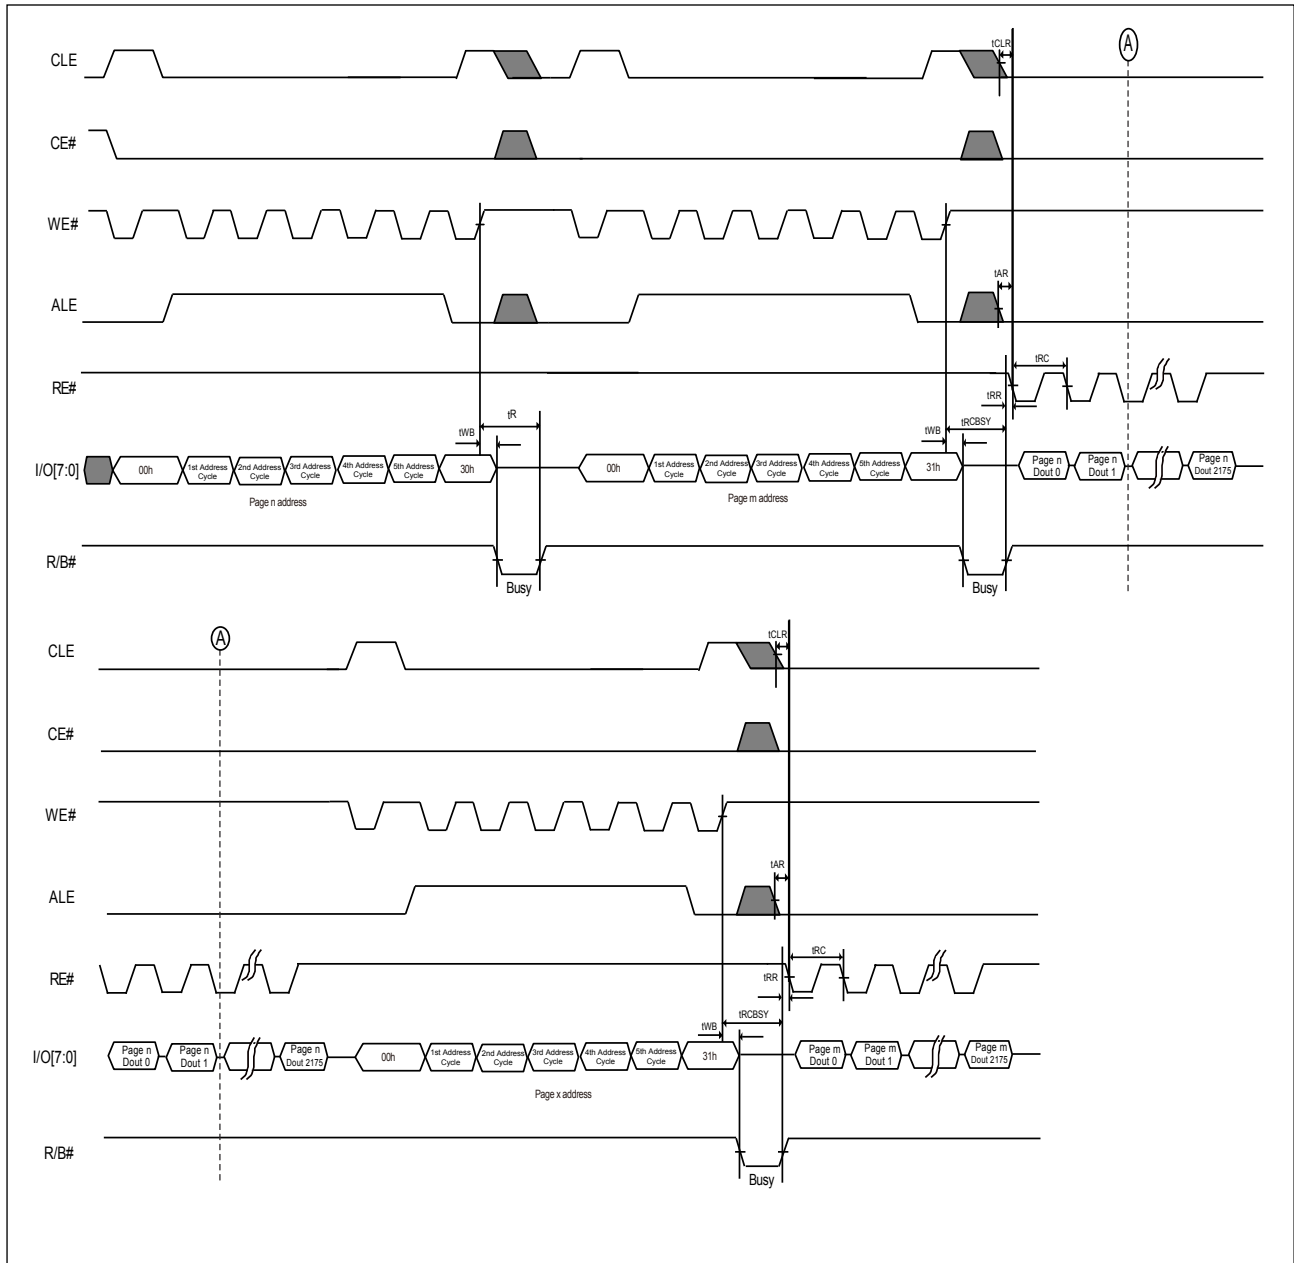 CLE
tCLR
A
CE#
WE#
ALE
tAR
RE#
tRC
tRR
tWB
tR
tWB
tRCBSY
I/O[7:0]
00h
1st Address Cycle
2nd Address Cycle
3rd Address Cycle
4th Address Cycle
5th Address Cycle
30h
00h
1st Address Cycle
2nd Address Cycle
3rd Address Cycle
4th Address Cycle
5th Address Cycle
31h
Page n Dout 0
Page n Dout 1
Page n Dout 2175
Page n address
Page m address
R/B#
Busy
Busy
A
CLE
tCLR
CE#
WE#
ALE
tAR
RE#
tRC
tRR
tWB
tRCBSY
I/O[7:0]
Page n Dout 0
Page n Dout 1
Page n Dout 2175
00h
1st Address Cycle
2nd Address Cycle
3rd Address Cycle
4th Address Cycle
5th Address Cycle
31h
Page m Dout 0
Page m Dout 1
Page m Dout 2175
Page x address
R/B#
Busy